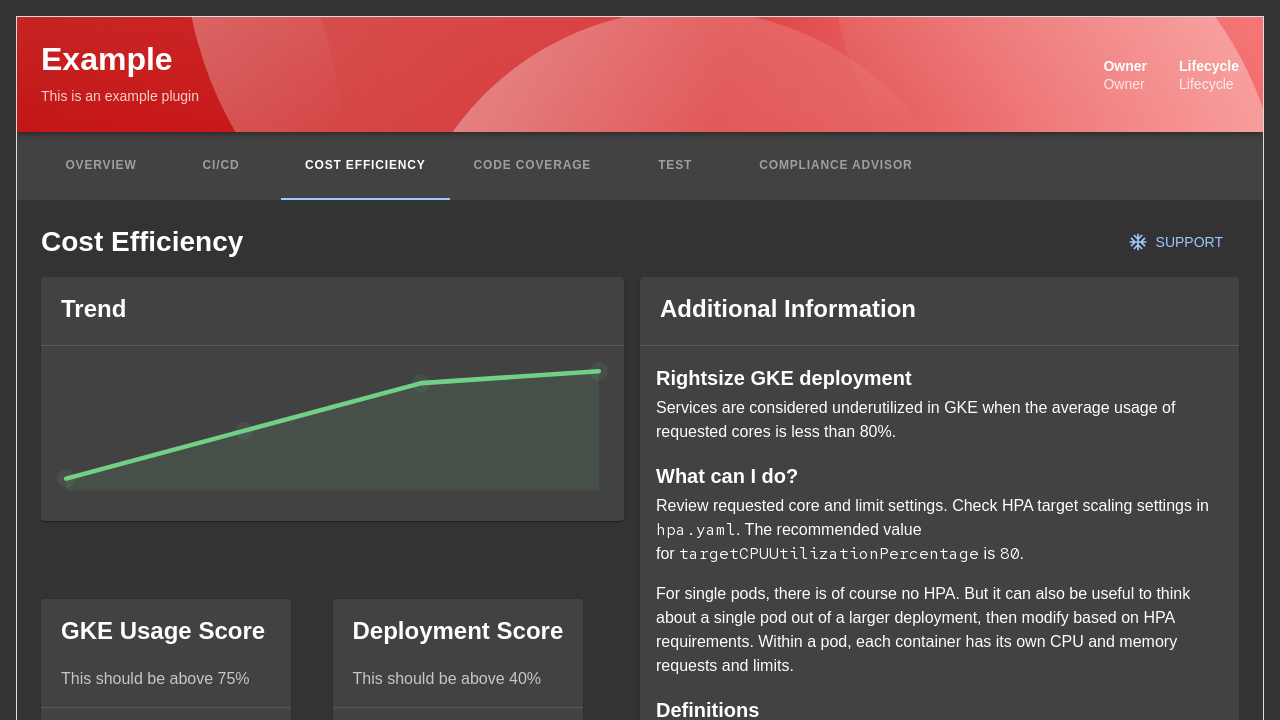 Example
This is an example plugin
Owner
Owner
Lifecycle
Lifecycle
OVERVIEW
CI/CD
COST EFFICIENCY
CODE COVERAGE
TEST
COMPLIANCE ADVISOR
Cost Efficiency
SUPPORT
Trend
GKE Usage Score
This should be above 75%
Deployment Score
This should be above 40%
Additional Information
Rightsize GKE deployment
Services are considered underutilized in GKE when the average usage of
requested cores is less than 80%.
What can I do?
Review requested core and limit settings. Check HPA target scaling settings in
hpa.yaml. The recommended value
for targetCPUUtilizationPercentage is 80.
For single pods, there is of course no HPA. But it can also be useful to think
about a single pod out of a larger deployment, then modify based on HPA
requirements. Within a pod, each container has its own CPU and memory
requests and limits.
Definitions